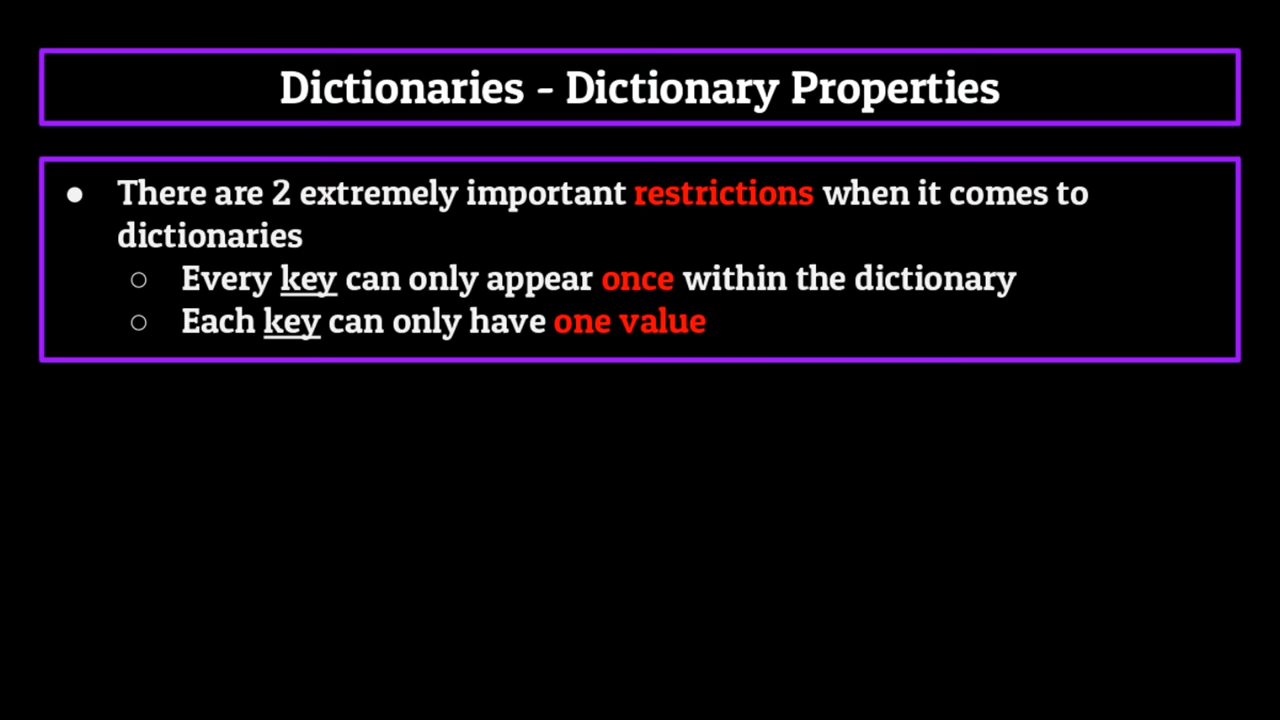 Dictionaries - Dictionary Properties
● There are 2 extremely important restrictions when it comes to
dictionaries
○ Every key can only appear once within the dictionary
○ Each key can only have one value